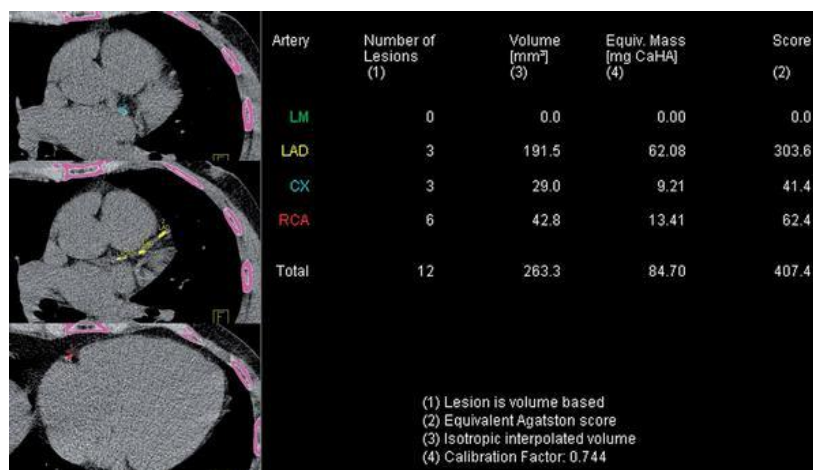 Artery Number of Lesions (1) Volume [mm³] (3) Equiv. Mass [mg CaHA] (4) Score (2)
LM 0 0.0 0.00 0.0
LAD 3 191.5 62.08 303.6
CX 3 29.0 9.21 41.4
RCA 6 42.8 13.41 62.4
Total 12 263.3 84.70 407.4
(1) Lesion is volume based
(2) Equivalent Agatston score
(3) Isotropic interpolated volume
(4) Calibration Factor: 0.744